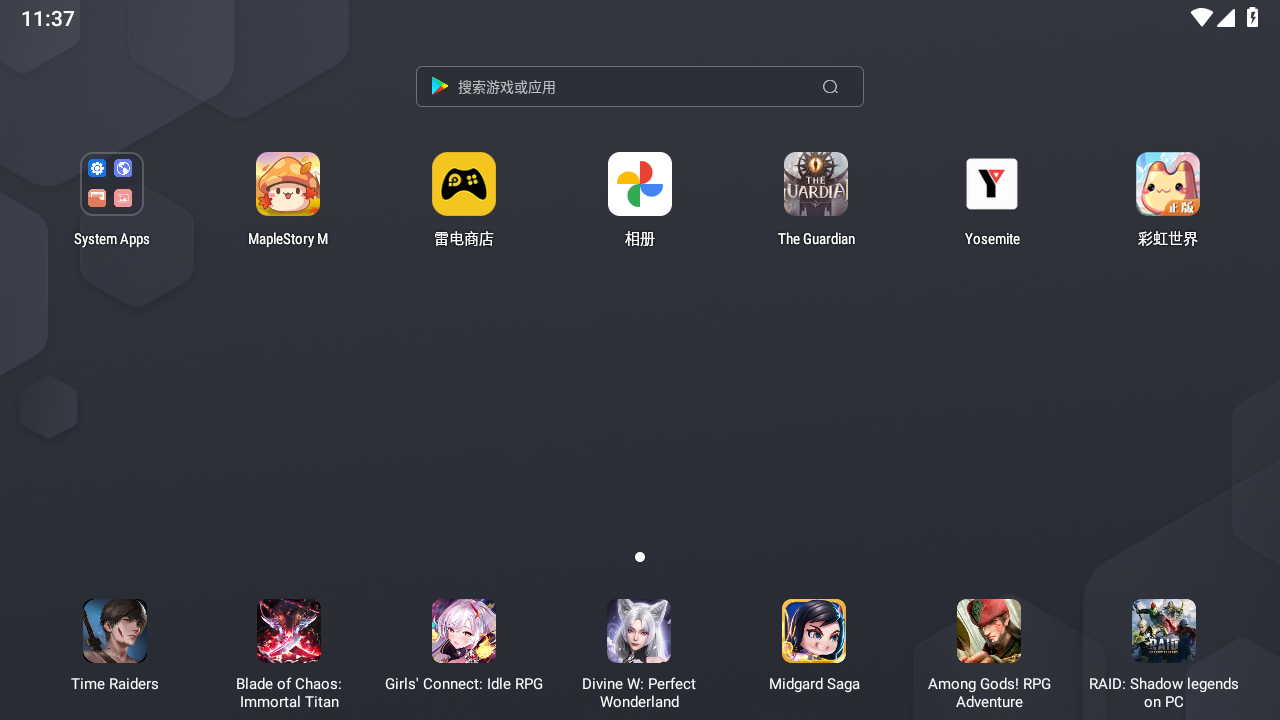 11:37
搜索游戏或应用
THE
UARDIA
正版
System Apps
MapleStory M
雷电商店
相册
The Guardian
Yosemite
彩虹世界
RAID
Time Raiders
Blade of Chaos:
Immortal Titan
Girls' Connect: Idle RPG
Divine W: Perfect
Wonderland
Midgard Saga
Among Gods! RPG
Adventure
RAID: Shadow legends
on PC